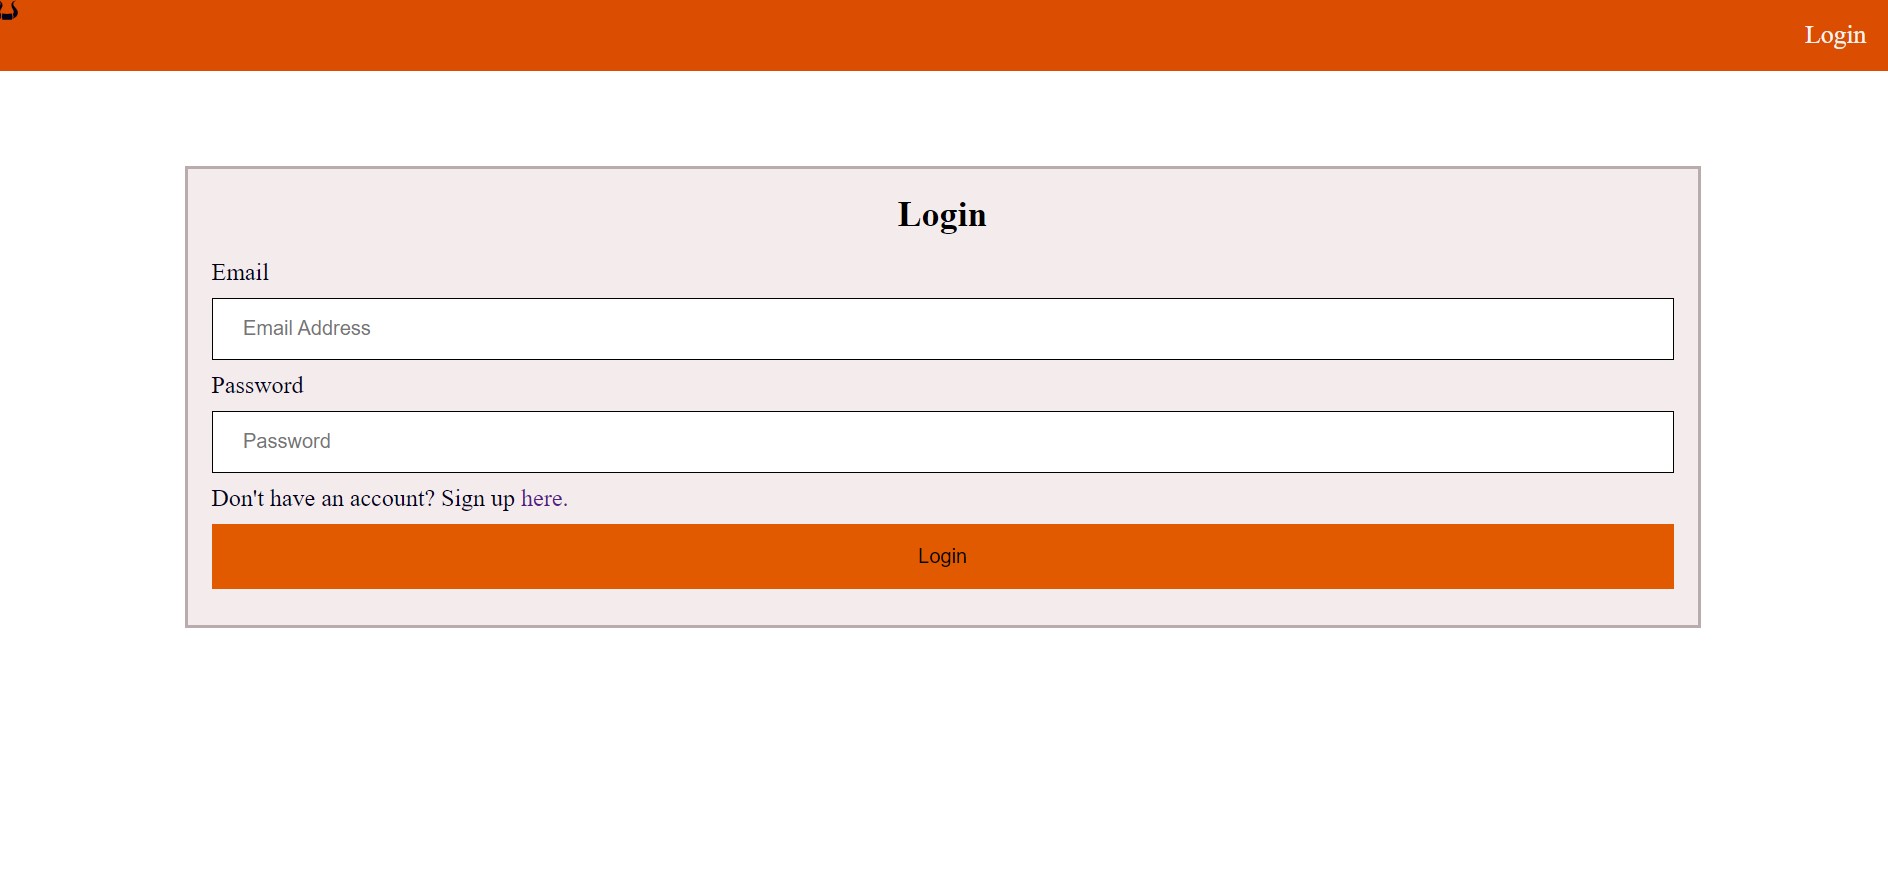 Login
Login
Email
Email Address
Password
Password
Don't have an account? Sign up here.
Login